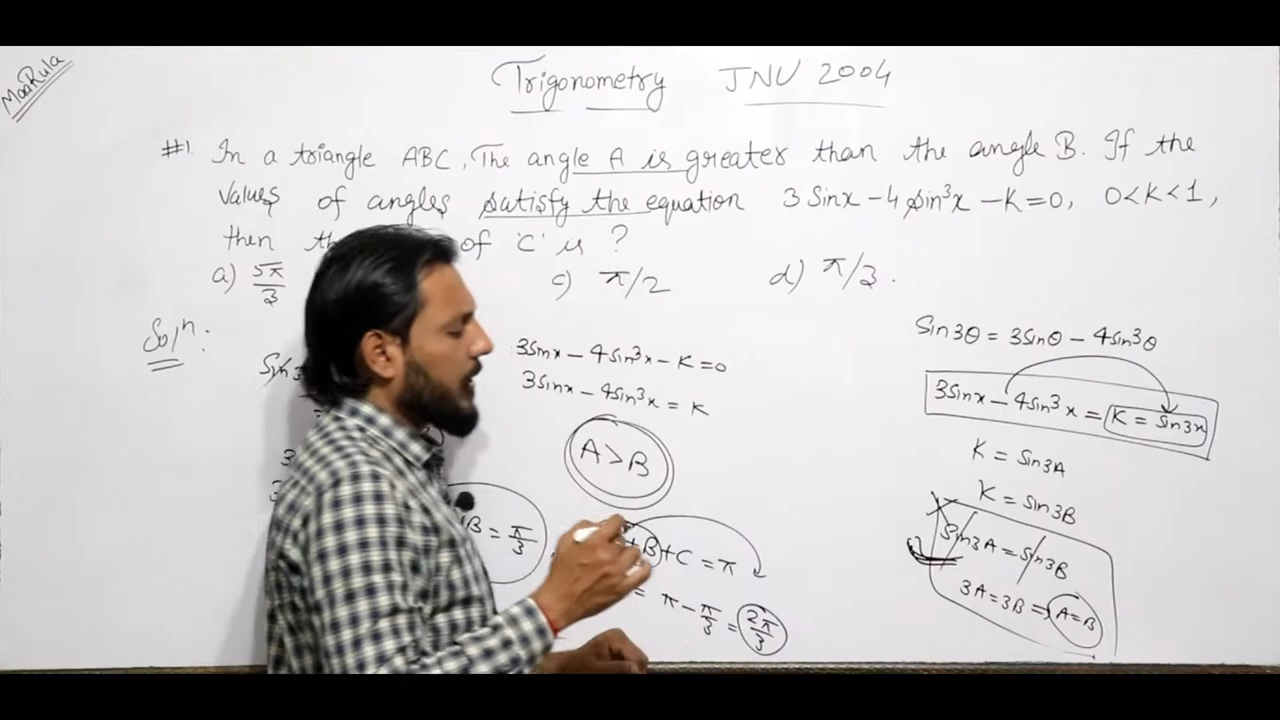 MaaRula
Trigonometry JNU 2004
#1. In a triangle ABC, The angle A is greater than the angle B. If the
values of angles satisfy the equation 3 Sinx - 4 sin³x - K = 0, 0<K<1,
then of 'C' is ?
a) 5π/3 c) π/2 d) π/3.
Solⁿ:
3Sinx - 4Sin³x - K = 0
3Sinx - 4Sin³x = K
A > B
B = π/3
+ B + C = π
= π - π/3 = 2π/3
Sin3θ = 3Sinθ - 4Sin³θ
3Sinx - 4Sin³x = K = Sin3x
K = Sin3A
K = Sin3B
Sin3A = Sin3B
3A = 3B ⇒ A = B